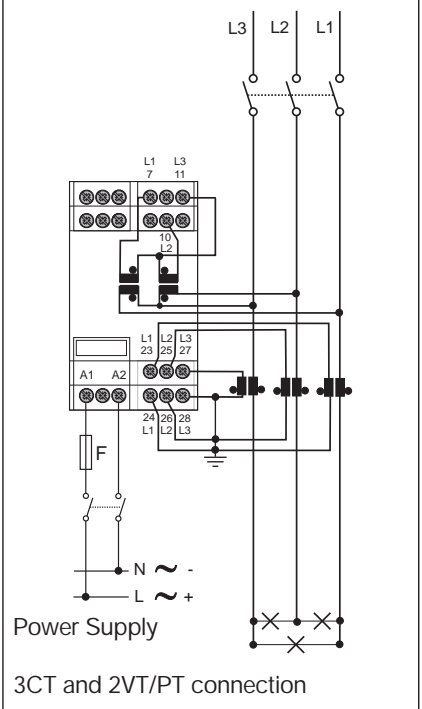 L3 L2 L1
L1 L3
7 11
10
L2
L1 L2 L3
23 25 27
A1 A2
24 26 28
L1 L2 L3
F
N ~ -
L ~ +
Power Supply
3CT and 2VT/PT connection